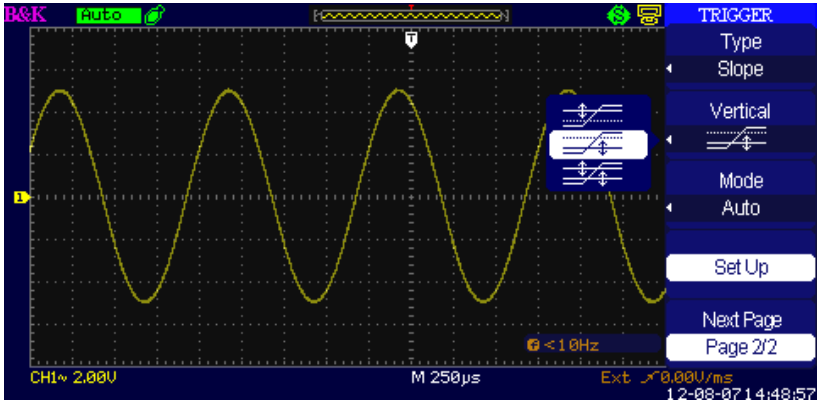 B&K Auto S TRIGGER
T
Type
Slope
Vertical
1
Mode
Auto
Set Up
Next Page
f <10Hz Page 2/2
CH1~ 2.00V M 250µs Ext 0.00V/ms
12-08-07 14:48:57